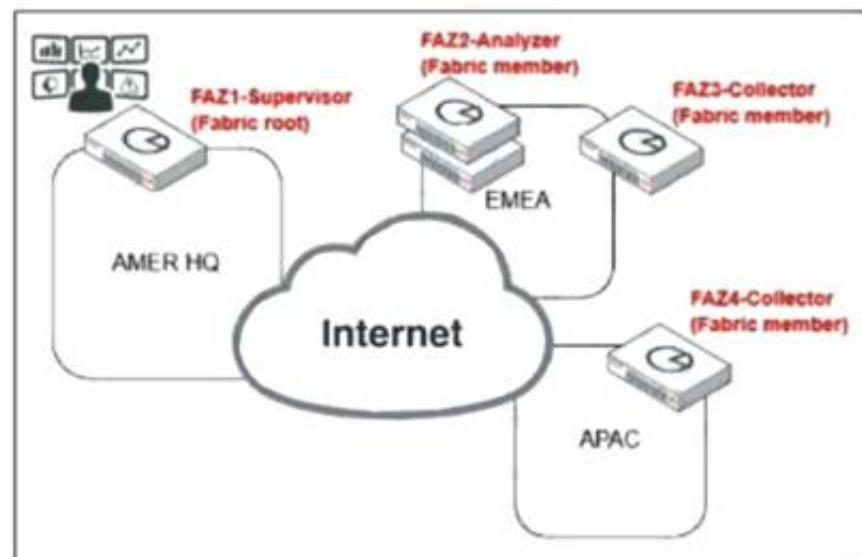 FAZ2-Analyzer
(Fabric member)
FAZ1-Supervisor
(Fabric root)
FAZ3-Collector
(Fabric member)
EMEA
AMER HQ
FAZ4-Collector
(Fabric member)
Internet
APAC